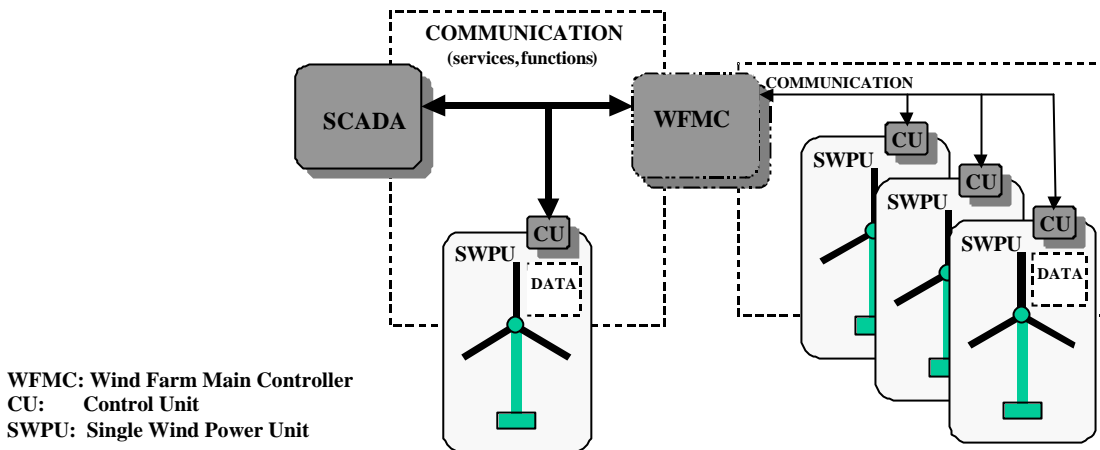 COMMUNICATION
(services,functions)
COMMUNICATION
SCADA
WFMC
CU
SWPU
CU
SWPU
CU
SWPU
DATA
CU
SWPU
DATA
WFMC: Wind Farm Main Controller
CU: Control Unit
SWPU: Single Wind Power Unit